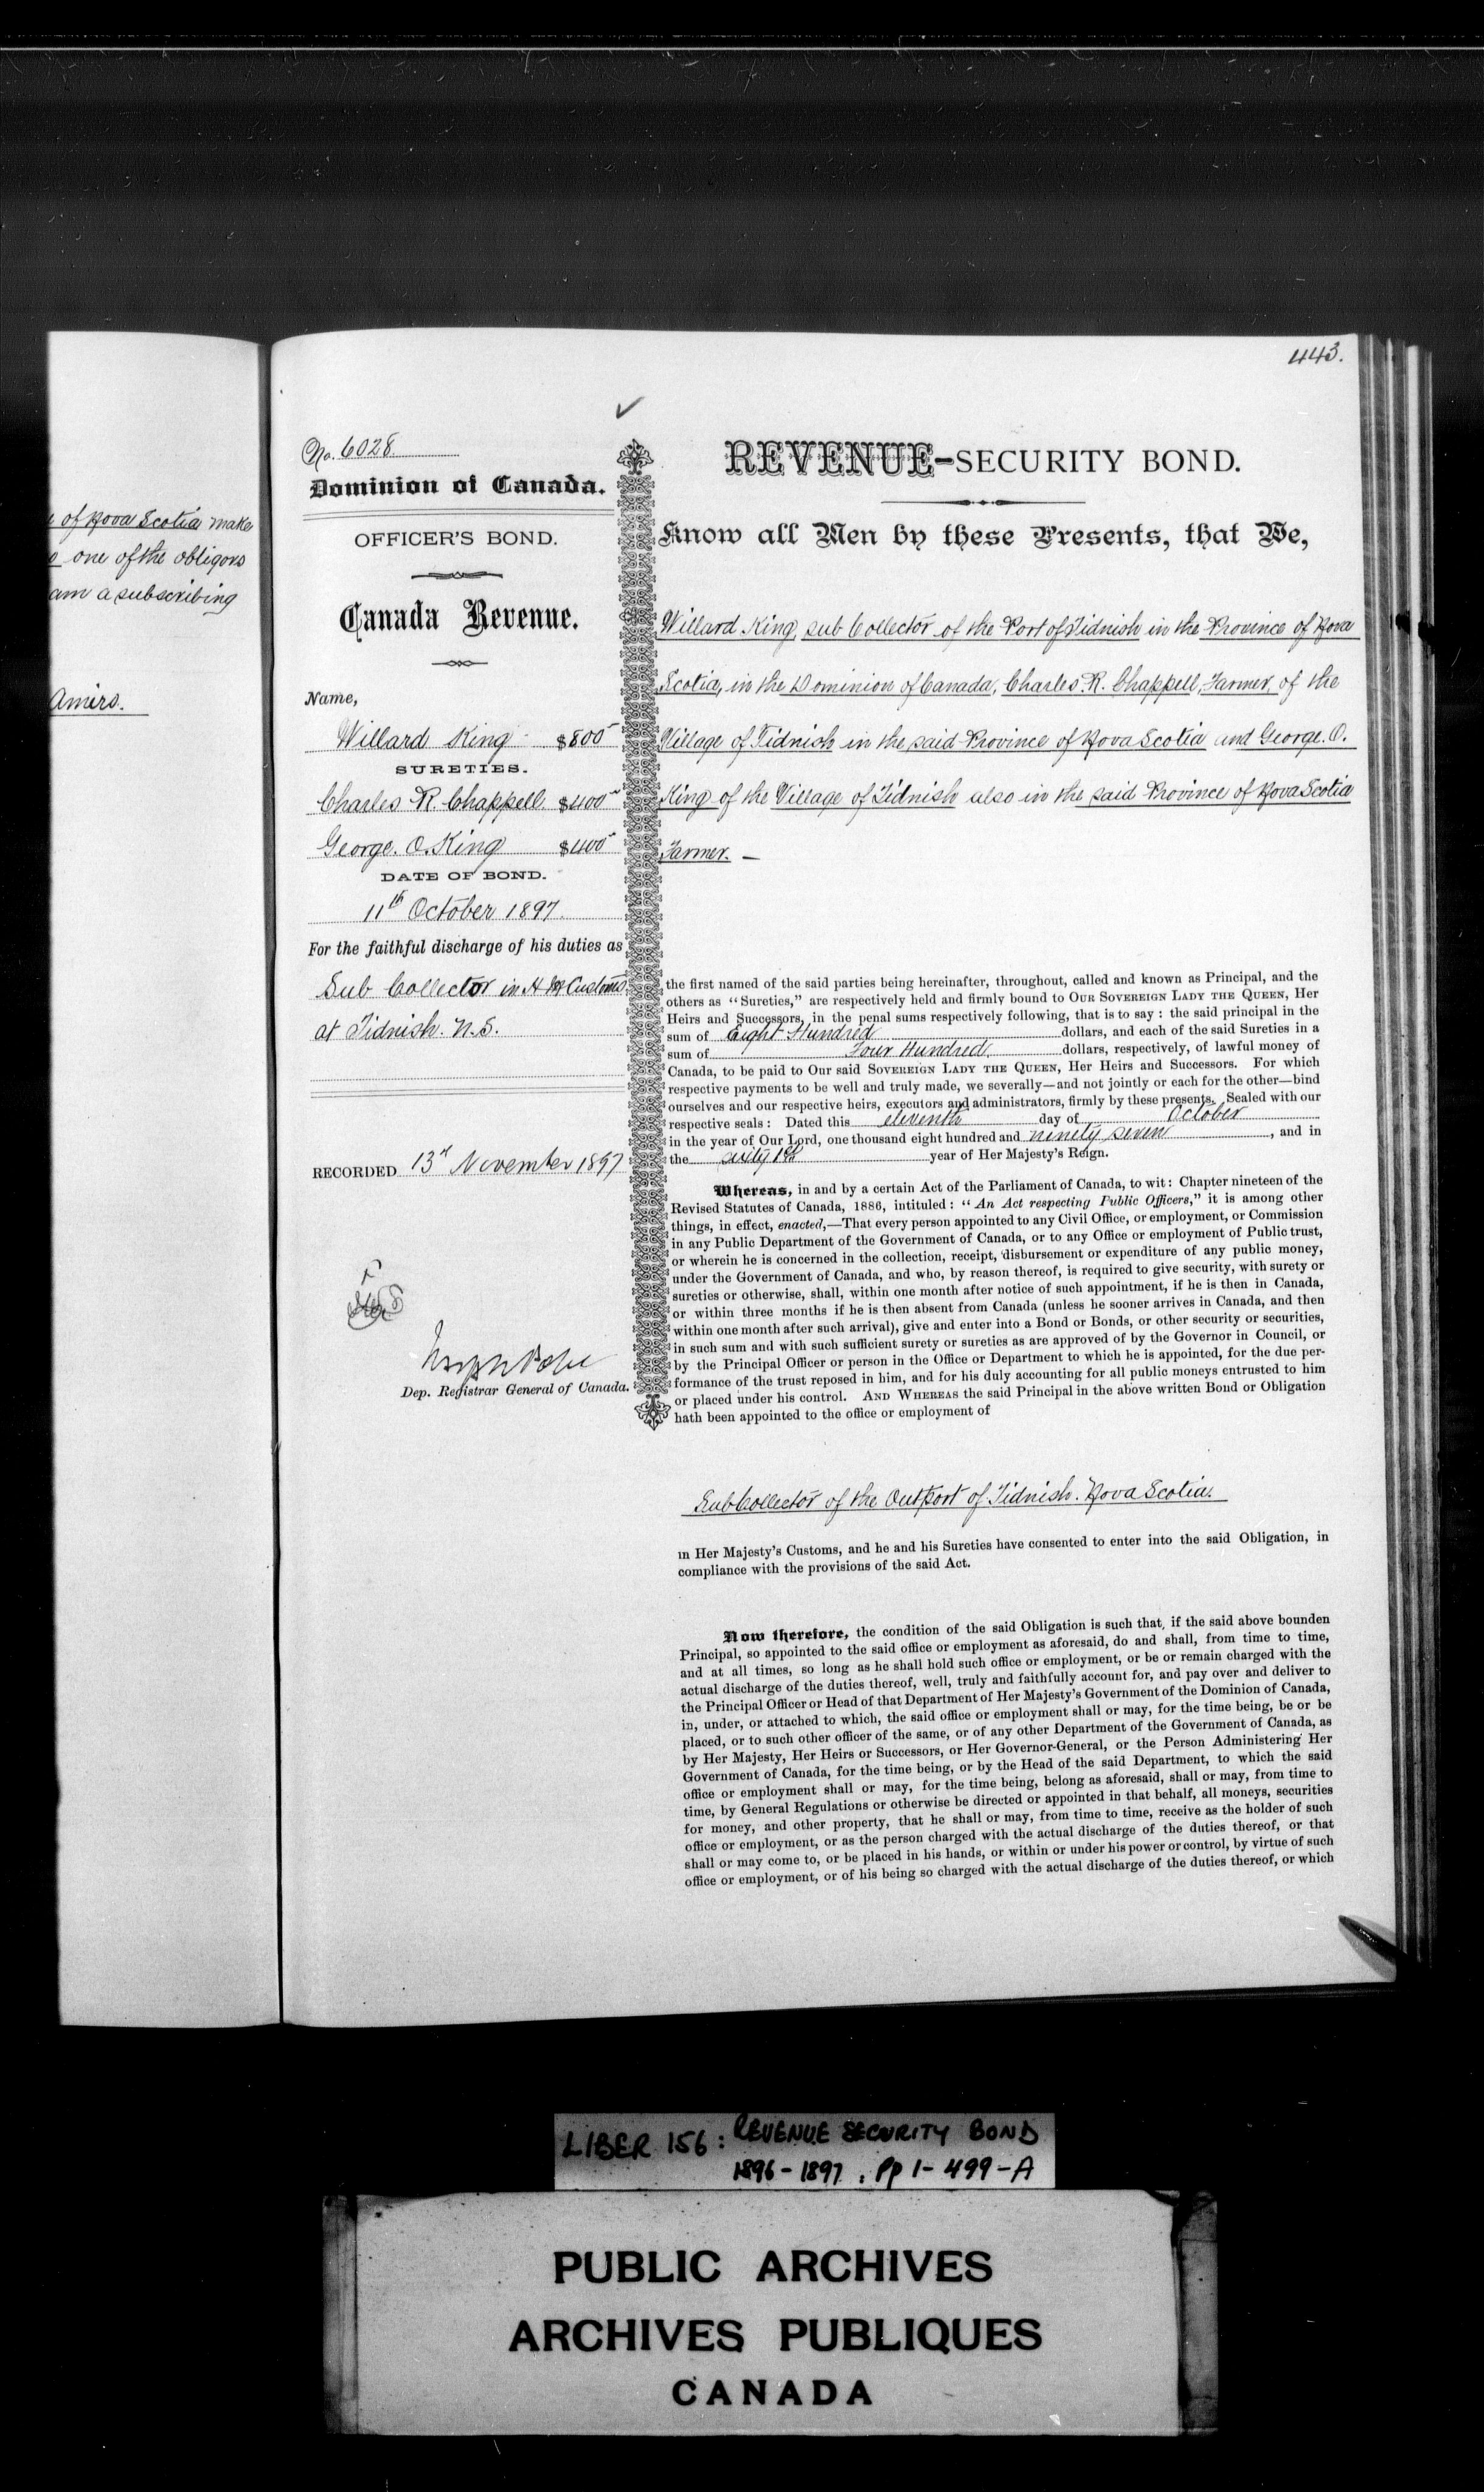 443.
e of Nova Scotia make
one of the obligors
am a subscribing
Amirs.
No. 6028.
Dominion of Canada.
OFFICER'S BOND.
Canada Revenue.
Name,
Willard King $800
SURETIES.
Charles R. Chappell $400
George. O. King $400
DATE OF BOND.
11th October 1897.
For the faithful discharge of his duties as
Sub Collector in H M Customs
at Tidnish. N.S.
RECORDED 13th November 1897
Dep. Registrar General of Canada.
REVENUE-SECURITY BOND.
Know all Men by these Presents, that We,
Willard King, sub Collector of the Port of Tidnish in the Province of Nova
Scotia, in the Dominion of Canada, Charles R. Chappell, Farmer, of the
Village of Tidnish in the said Province of Nova Scotia and George. O.
King of the Village of Tidnish also in the said Province of Nova Scotia
Farmer. —
the first named of the said parties being hereinafter, throughout, called and known as Principal, and the
others as "Sureties," are respectively held and firmly bound to OUR SOVEREIGN LADY THE QUEEN, Her
Heirs and Successors, in the penal sums respectively following, that is to say : the said principal in the
sum of Eight Hundred dollars, and each of the said Sureties in a
sum of Four Hundred. dollars, respectively, of lawful money of
Canada, to be paid to Our said SOVEREIGN LADY THE QUEEN, Her Heirs and Successors. For which
respective payments to be well and truly made, we severally—and not jointly or each for the other—bind
ourselves and our respective heirs, executors and administrators, firmly by these presents. Sealed with our
respective seals : Dated this eleventh day of October
in the year of Our Lord, one thousand eight hundred and ninety seven, and in
the sixty 1st year of Her Majesty's Reign.
Whereas, in and by a certain Act of the Parliament of Canada, to wit : Chapter nineteen of the
Revised Statutes of Canada, 1886, intituled : "An Act respecting Public Officers," it is among other
things, in effect, enacted,—That every person appointed to any Civil Office, or employment, or Commission
in any Public Department of the Government of Canada, or to any Office or employment of Public trust,
or wherein he is concerned in the collection, receipt, disbursement or expenditure of any public money,
under the Government of Canada, and who, by reason thereof, is required to give security, with surety or
sureties or otherwise, shall, within one month after notice of such appointment, if he is then in Canada,
or within three months if he is then absent from Canada (unless he sooner arrives in Canada, and then
within one month after such arrival), give and enter into a Bond or Bonds, or other security or securities,
in such sum and with such sufficient surety or sureties as are approved of by the Governor in Council, or
by the Principal Officer or person in the Office or Department to which he is appointed, for the due per-
formance of the trust reposed in him, and for his duly accounting for all public moneys entrusted to him
or placed under his control. AND WHEREAS the said Principal in the above written Bond or Obligation
hath been appointed to the office or employment of
Sub Collector of the Outport of Tidnish. Nova Scotia.
in Her Majesty's Customs, and he and his Sureties have consented to enter into the said Obligation, in
compliance with the provisions of the said Act.
Now therefore, the condition of the said Obligation is such that, if the said above bounden
Principal, so appointed to the said office or employment as aforesaid, do and shall, from time to time,
and at all times, so long as he shall hold such office or employment, or be or remain charged with the
actual discharge of the duties thereof, well, truly and faithfully account for, and pay over and deliver to
the Principal Officer or Head of that Department of Her Majesty's Government of the Dominion of Canada,
in, under, or attached to which, the said office or employment shall or may, for the time being, be or be
placed, or to such other officer of the same, or of any other Department of the Government of Canada, as
by Her Majesty, Her Heirs or Successors, or Her Governor-General, or the Person Administering Her
Government of Canada, for the time being, or by the Head of the said Department, to which the said
office or employment shall or may, for the time being, belong as aforesaid, shall or may, from time to
time, by General Regulations or otherwise be directed or appointed in that behalf, all moneys, securities
for money, and other property, that he shall or may, from time to time, receive as the holder of such
office or employment, or as the person charged with the actual discharge of the duties thereof, or that
shall or may come to, or be placed in his hands, or within or under his power or control, by virtue of such
office or employment, or of his being so charged with the actual discharge of the duties thereof, or which
LIBER 156 : REVENUE SECURITY BOND
1896 - 1897. Pp 1 - 499 - A
PUBLIC ARCHIVES
ARCHIVES PUBLIQUES
CANADA